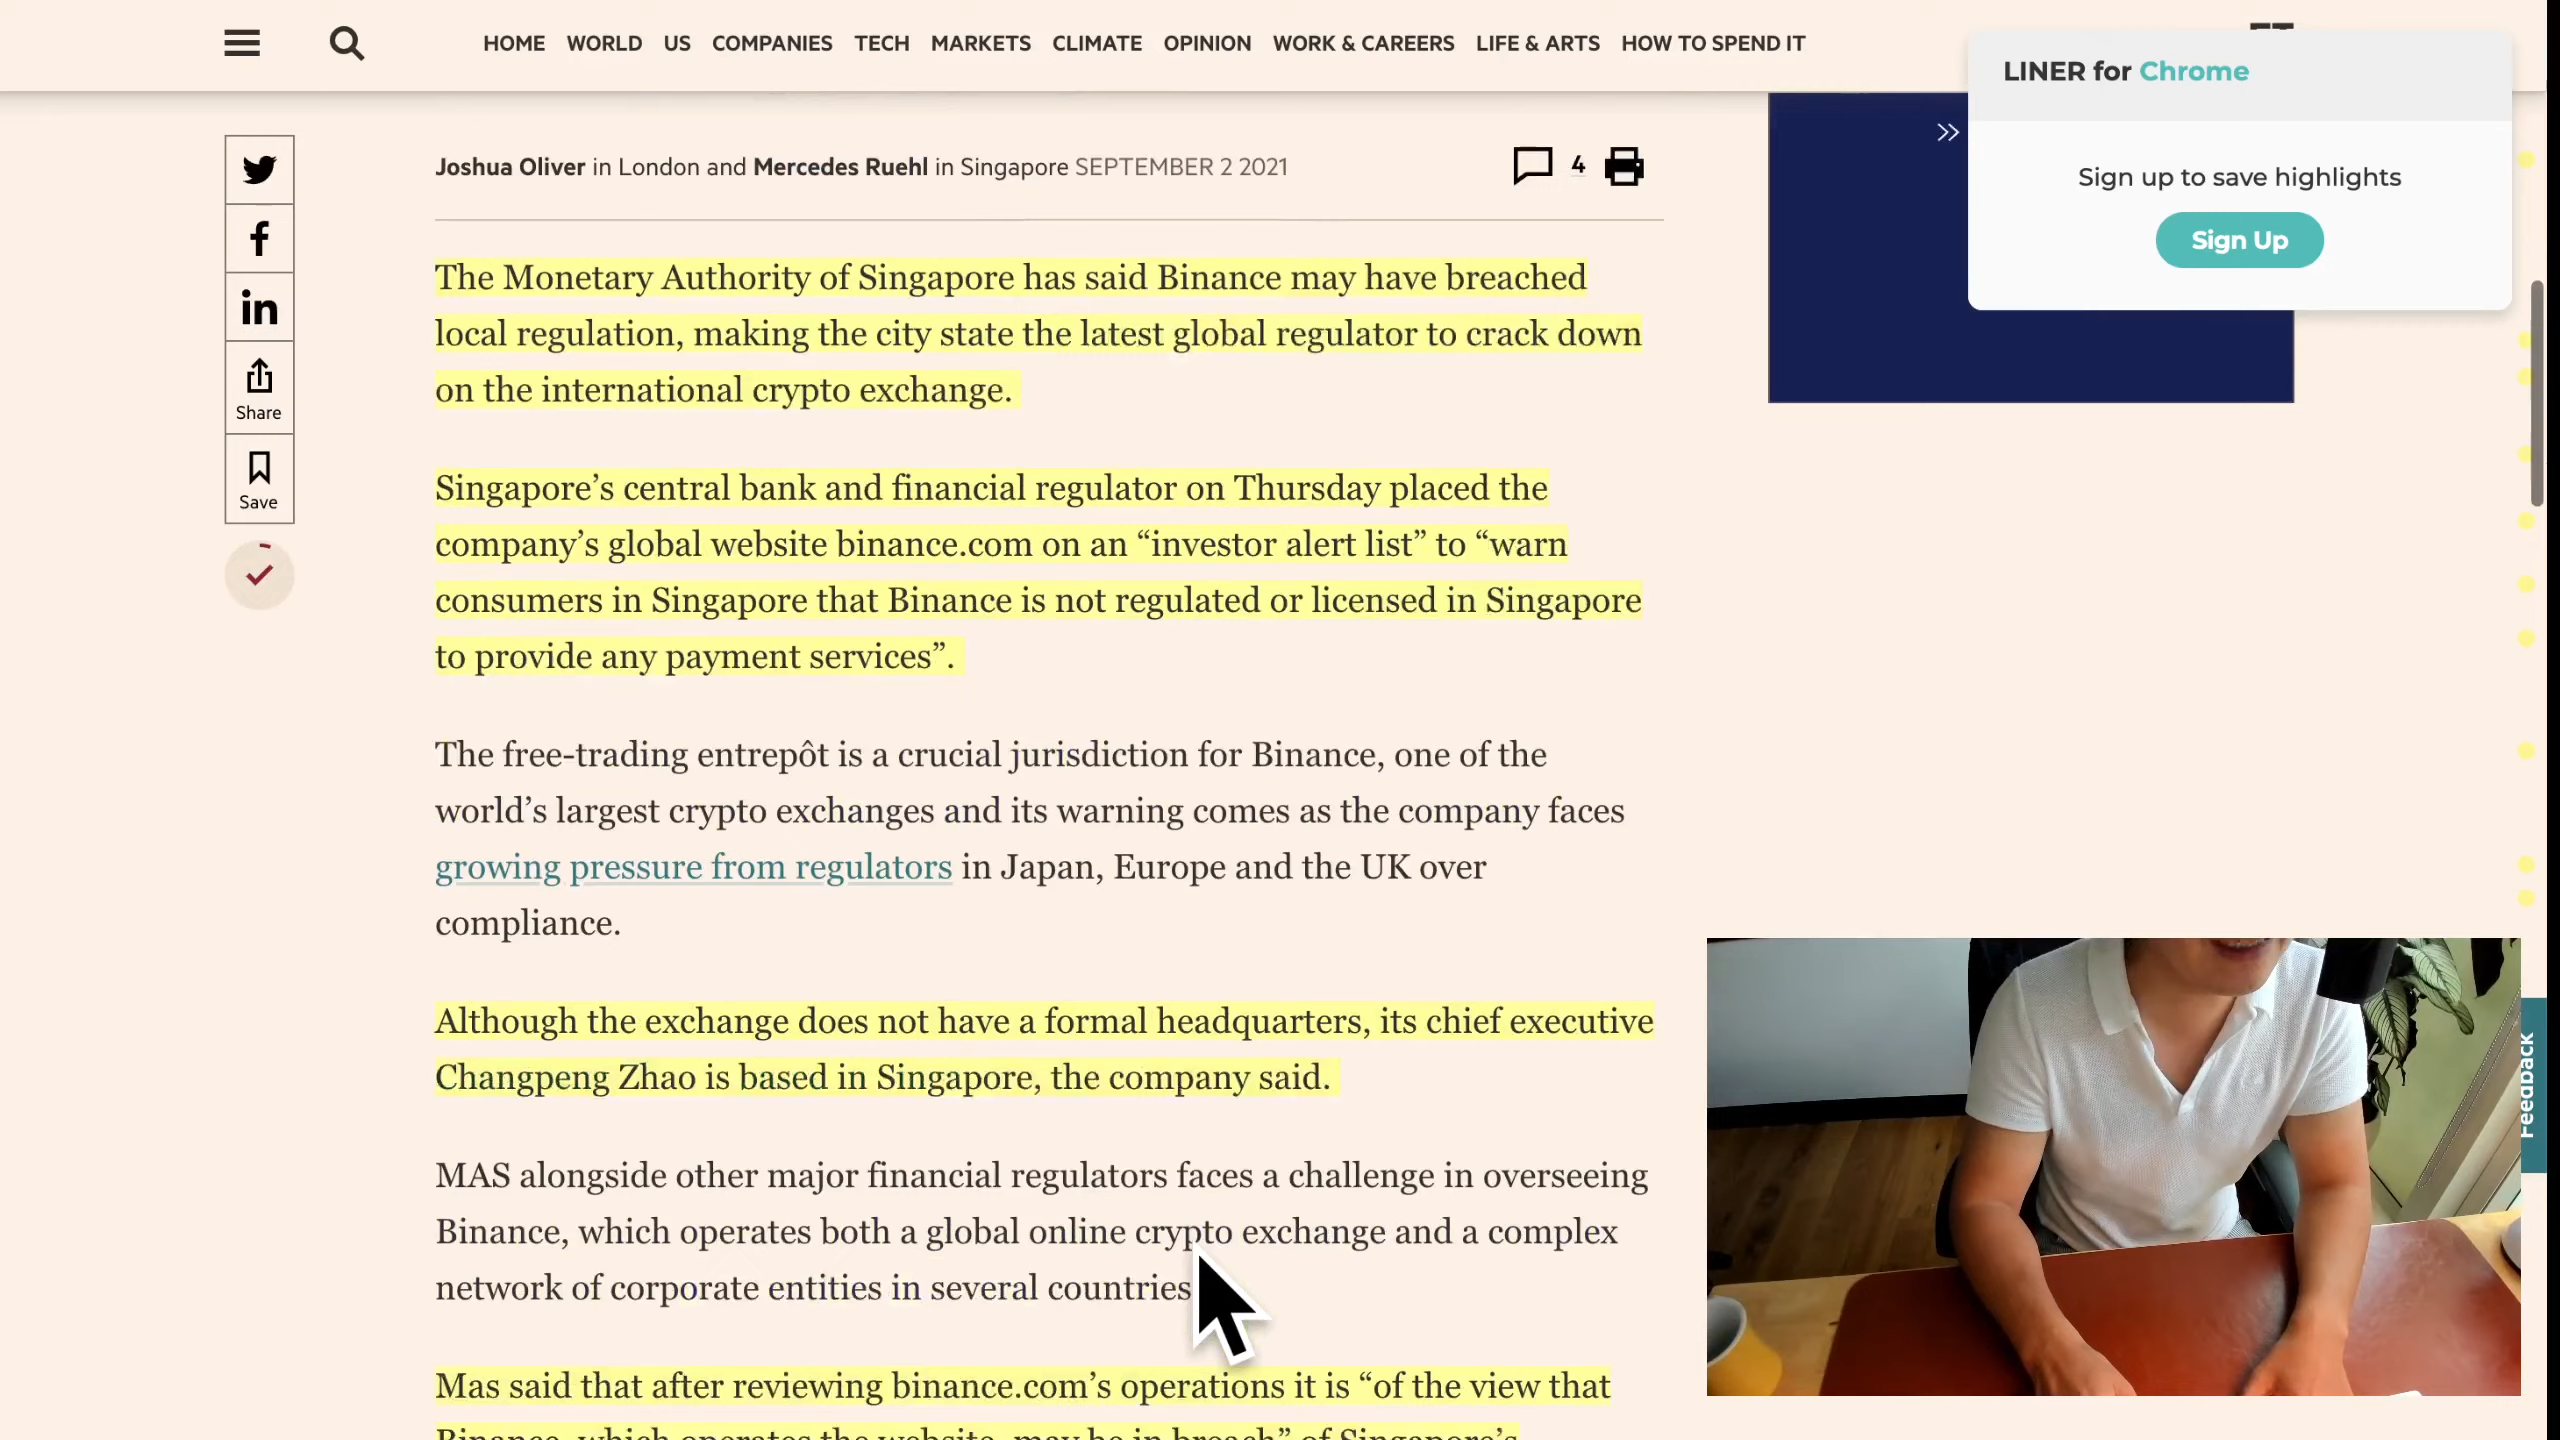 HOME WORLD US COMPANIES TECH MARKETS CLIMATE OPINION WORK & CAREERS LIFE & ARTS HOW TO SPEND IT
LINER for Chrome
Sign up to save highlights
Sign Up
Joshua Oliver in London and Mercedes Ruehl in Singapore SEPTEMBER 2 2021
4
Share
Save
The Monetary Authority of Singapore has said Binance may have breached
local regulation, making the city state the latest global regulator to crack down
on the international crypto exchange.
Singapore’s central bank and financial regulator on Thursday placed the
company’s global website binance.com on an “investor alert list” to “warn
consumers in Singapore that Binance is not regulated or licensed in Singapore
to provide any payment services”.
The free-trading entrepôt is a crucial jurisdiction for Binance, one of the
world’s largest crypto exchanges and its warning comes as the company faces
growing pressure from regulators in Japan, Europe and the UK over
compliance.
Although the exchange does not have a formal headquarters, its chief executive
Changpeng Zhao is based in Singapore, the company said.
MAS alongside other major financial regulators faces a challenge in overseeing
Binance, which operates both a global online crypto exchange and a complex
network of corporate entities in several countries
Mas said that after reviewing binance.com’s operations it is “of the view that
Binance, which operates the website, may be in breach” of Singapore’s
Feedback